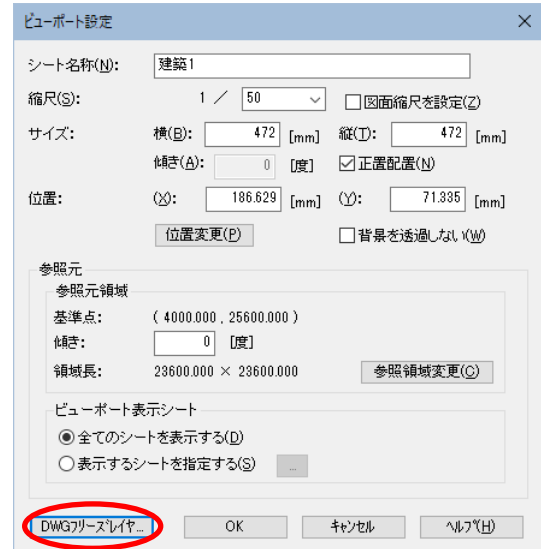 ビューポート設定
シート名称(N): 建築1
縮尺(S): 1 ／ 50 □図面縮尺を設定(Z)
サイズ: 横(B): 472 [mm] 縦(T): 472 [mm]
傾き(A): 0 [度] ☑正置配置(N)
位置: (X): 186.629 [mm] (Y): 71.335 [mm]
位置変更(P) □背景を透過しない(W)
参照元
参照元領域
基準点: ( 4000.000 , 25600.000 )
傾き: 0 [度]
領域長: 23600.000 × 23600.000 参照領域変更(C)
ビューポート表示シート
全てのシートを表示する(D)
表示するシートを指定する(S) ...
DWGフリーズレイヤ... OK キャンセル ヘルプ(H)